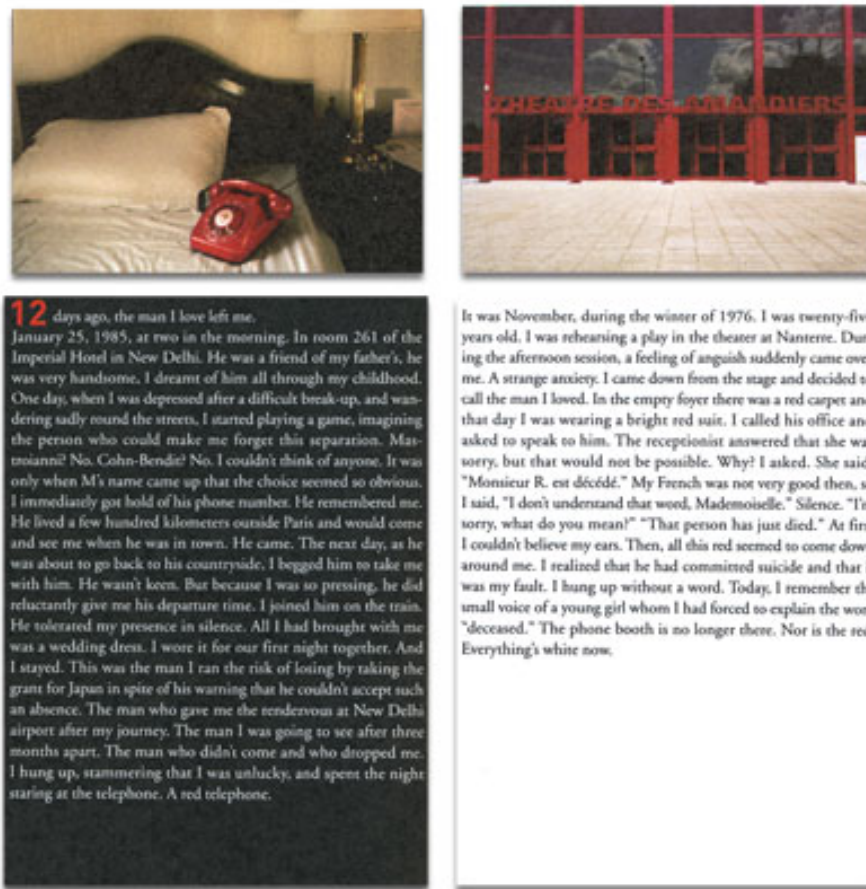 THEATRE DES AMANDIERS
12 days ago, the man I love left me.
January 25, 1985, at two in the morning. In room 261 of the
Imperial Hotel in New Delhi. He was a friend of my father's, he
was very handsome. I dreamt of him all through my childhood.
One day, when I was depressed after a difficult break-up, and wan-
dering sadly round the streets, I started playing a game, imagining
the person who could make me forget this separation. Mas-
troianni? No. Cohn-Bendit? No. I couldn't think of anyone. It was
only when M's name came up that the choice seemed so obvious.
I immediately got hold of his phone number. He remembered me.
He lived a few hundred kilometers outside Paris and would come
and see me when he was in town. He came. The next day, as he
was about to go back to his countryside, I begged him to take me
with him. He wasn't keen. But because I was so pressing, he did
reluctantly give me his departure time. I joined him on the train.
He tolerated my presence in silence. All I had brought with me
was a wedding dress. I wore it for our first night together. And
I stayed. This was the man I ran the risk of losing by taking the
grant for Japan in spite of his warning that he couldn't accept such
an absence. The man who gave me the rendezvous at New Delhi
airport after my journey. The man I was going to see after three
months apart. The man who didn't come and who dropped me.
I hung up, stammering that I was unlucky, and spent the night
staring at the telephone. A red telephone.
It was November, during the winter of 1976. I was twenty-fiv
years old. I was rehearsing a play in the theater at Nanterre. Dur
ing the afternoon session, a feeling of anguish suddenly came ove
me. A strange anxiety. I came down from the stage and decided to
call the man I loved. In the empty foyer there was a red carpet and
that day I was wearing a bright red suit. I called his office and
asked to speak to him. The receptionist answered that she wa
sorry, but that would not be possible. Why? I asked. She said
"Monsieur R. est décédé." My French was not very good then, s
I said, "I don't understand that word, Mademoiselle." Silence. "I'm
sorry, what do you mean?" "That person has just died." At firs
I couldn't believe my ears. Then, all this red seemed to come dow
around me. I realized that he had committed suicide and that i
was my fault. I hung up without a word. Today, I remember th
small voice of a young girl whom I had forced to explain the wo
"deceased." The phone booth is no longer there. Nor is the red
Everything's white now.